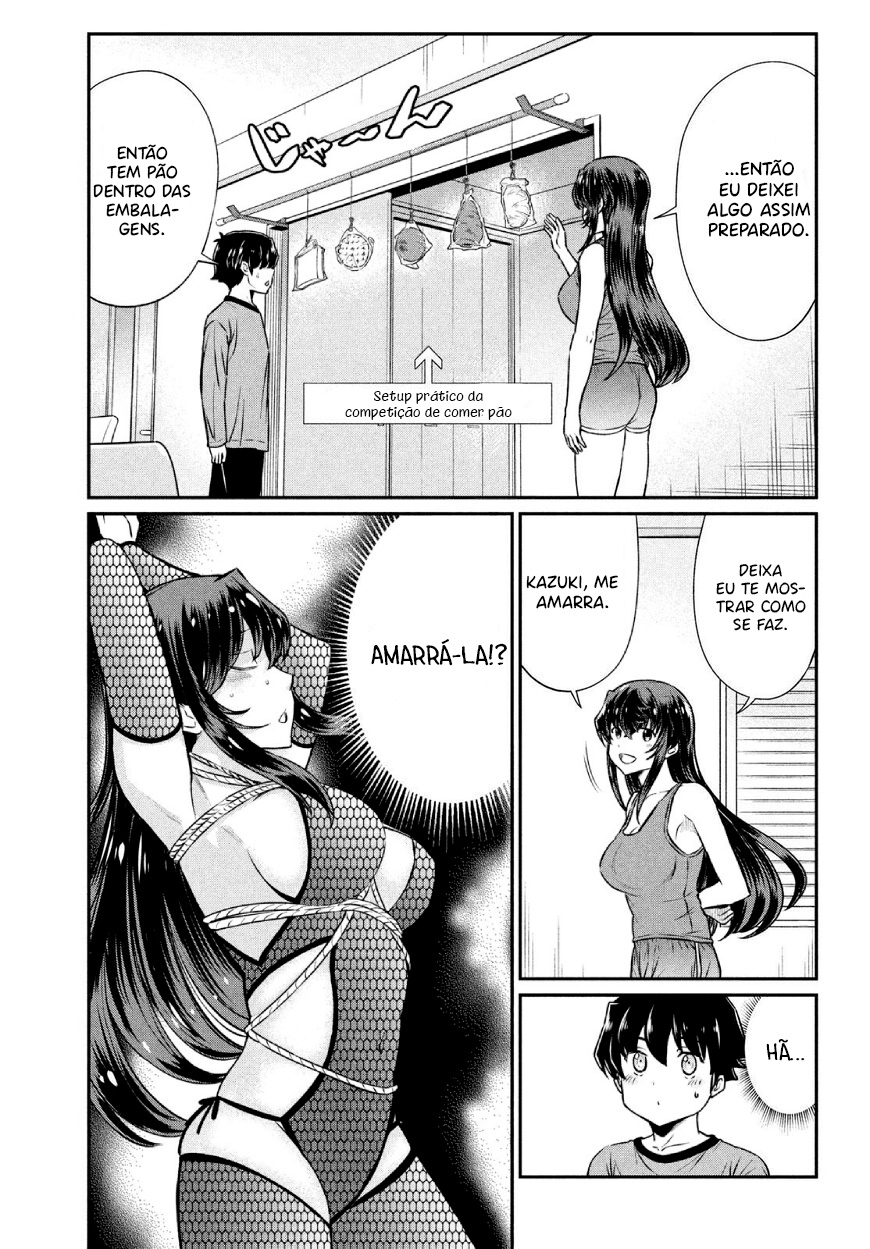 ...ENTÃO
EU DEIXEI
ALGO ASSIM
PREPARADO.
じゃーん
ENTÃO
TEM PÃO
DENTRO DAS
EMBALA-
GENS.
Setup prático da
competição de comer pão
DEIXA
EU TE MOS-
TRAR COMO
SE FAZ.
KAZUKI, ME
AMARRA.
HÃ...
AMARRÁ-LA!?